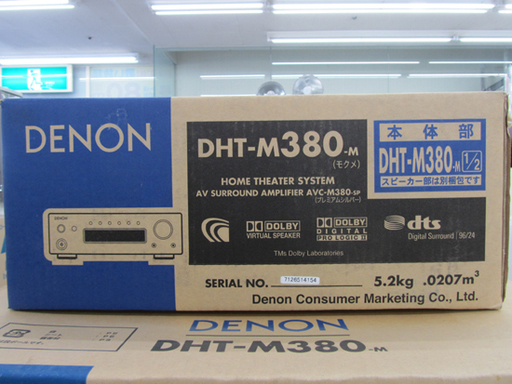 DENON
DHT-M380-M
(モクメ)
HOME THEATER SYSTEM
AV SURROUND AMPLIFIER AVC-M380-SP
(プレミアムシルバー)
本体部
DHT-M380-M 1/2
スピーカー部は別梱包です
DENON
DOLBY
VIRTUAL SPEAKER
DOLBY
DIGITAL
PRO LOGIC II
dts
Digital Surround 96/24
TMs Dolby Laboratories
SERIAL NO. 7126514154
5.2kg .0207m³
Denon Consumer Marketing Co., Ltd.
DENON
DHT-M380-M